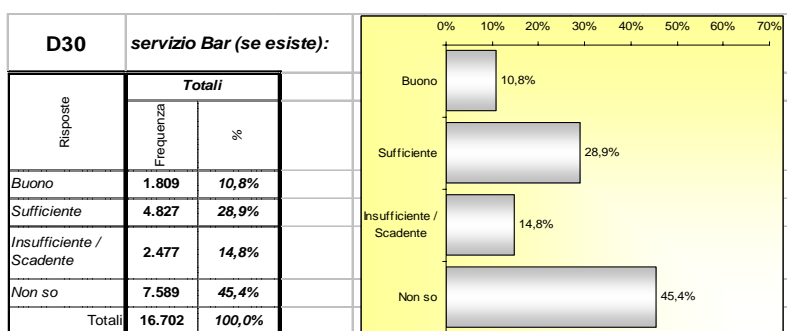 D30 servizio Bar (se esiste):
Risposte
Totali
Frequenza
%
Buono 1.809 10,8%
Sufficiente 4.827 28,9%
Insufficiente /
Scadente 2.477 14,8%
Non so 7.589 45,4%
Totali 16.702 100,0%
0% 10% 20% 30% 40% 50% 60% 70%
Buono 10,8%
Sufficiente 28,9%
Insufficiente /
Scadente 14,8%
Non so 45,4%